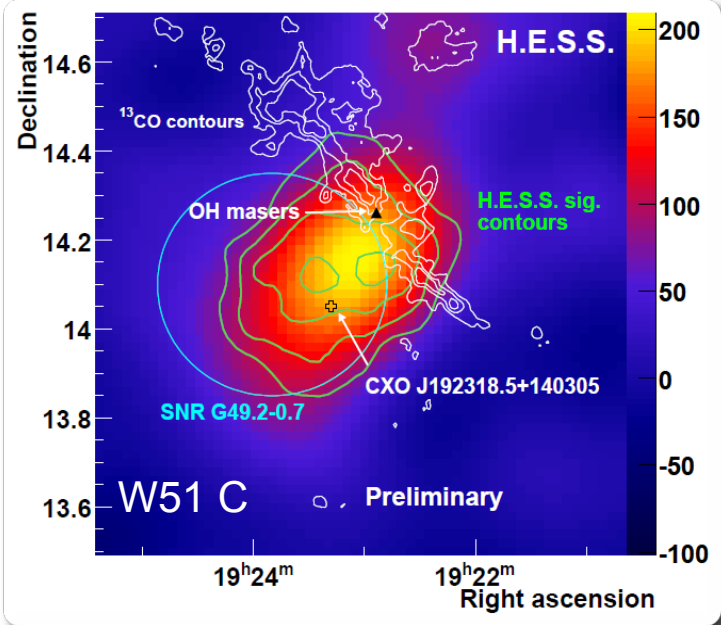 H.E.S.S.
Declination
14.6
14.4
14.2
14
13.8
13.6
¹³CO contours
OH masers
H.E.S.S. sig.
contours
CXO J192318.5+140305
SNR G49.2-0.7
W51 C
Preliminary
19ʰ24ᵐ
19ʰ22ᵐ
Right ascension
200
150
100
50
0
-50
-100